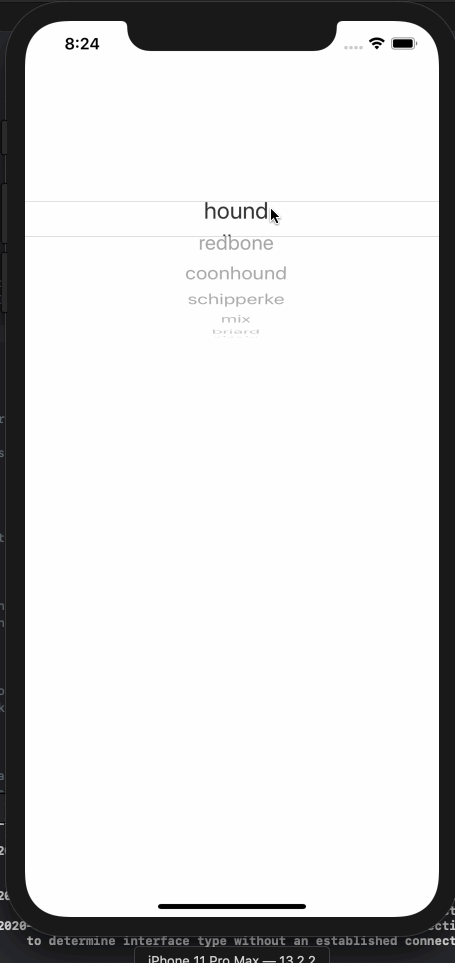 8:24
hound
redbone
coonhound
schipperke
mix
briard
2020-
to determine interface type without an established connect
iPhone 11 Pro Max — 13.2.2